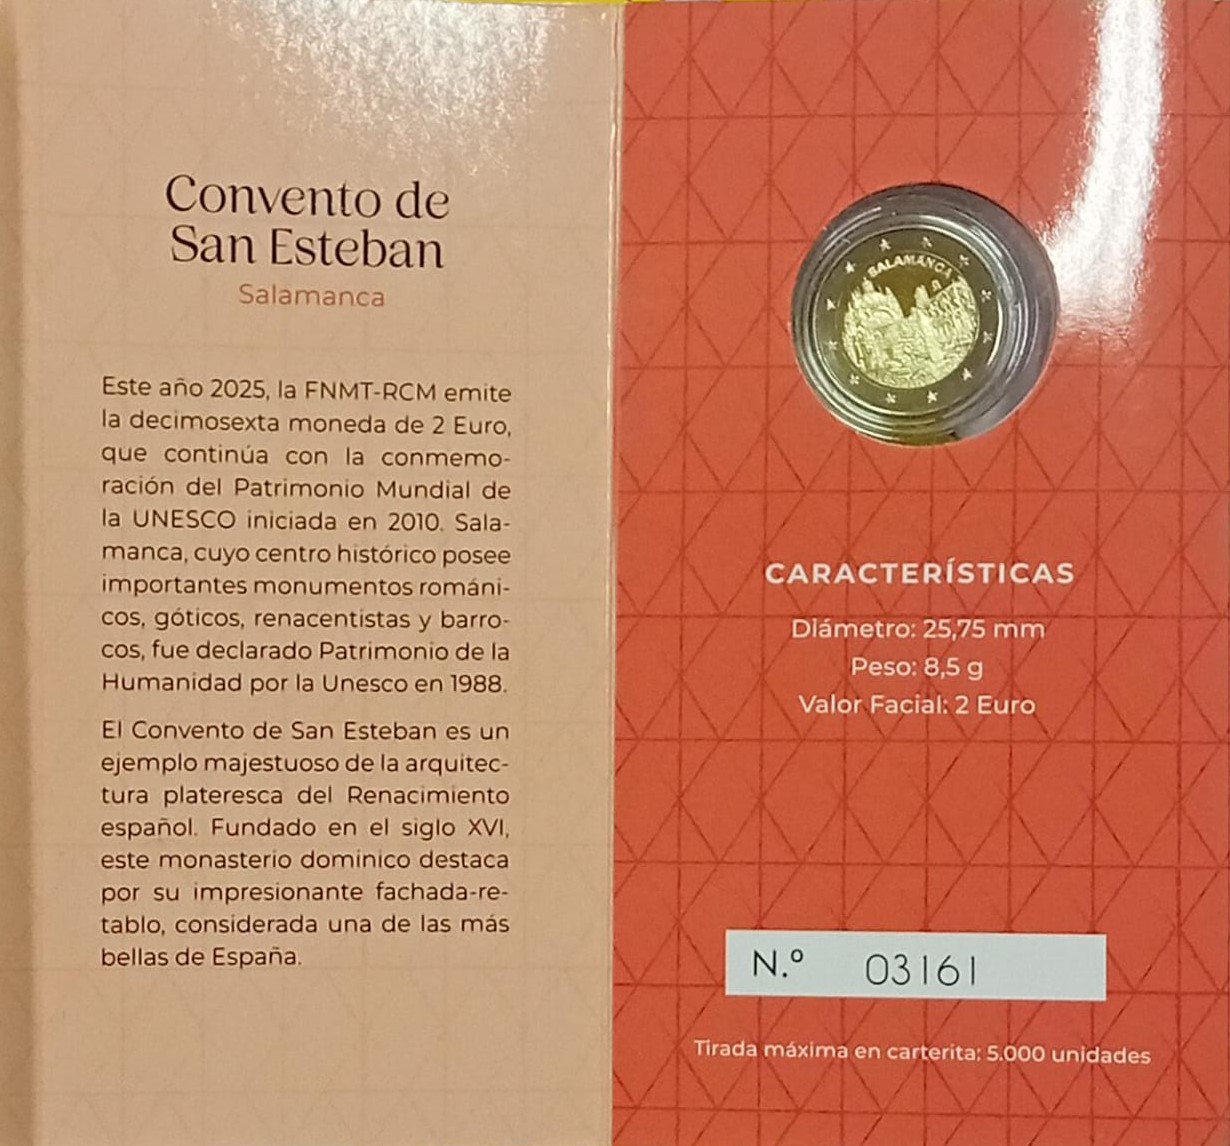 Convento de
San Esteban
Salamanca
Este año 2025, la FNMT-RCM emite
la decimosexta moneda de 2 Euro,
que continúa con la conmemo-
ración del Patrimonio Mundial de
la UNESCO iniciada en 2010. Sala-
manca, cuyo centro histórico posee
importantes monumentos románi-
cos, góticos, renacentistas y barro-
cos, fue declarado Patrimonio de la
Humanidad por la Unesco en 1988.
El Convento de San Esteban es un
ejemplo majestuoso de la arquitec-
tura plateresca del Renacimiento
español. Fundado en el siglo XVI,
este monasterio dominico destaca
por su impresionante fachada-re-
tablo, considerada una de las más
bellas de España.
SALAMANCA
CARACTERÍSTICAS
Diámetro: 25,75 mm
Peso: 8,5 g
Valor Facial: 2 Euro
N.º 03161
Tirada máxima en carterita: 5.000 unidades